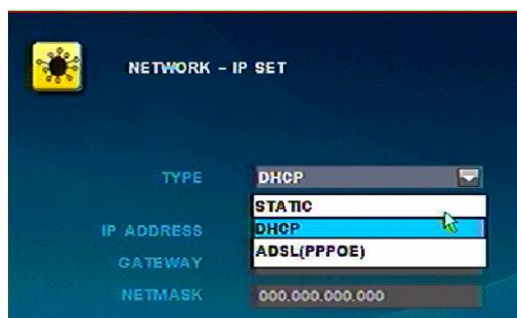 NETWORK – IP SET
TYPE DHCP
STATIC
IP ADDRESS DHCP
ADSL(PPPOE)
GATEWAY
NETMASK 000.000.000.000